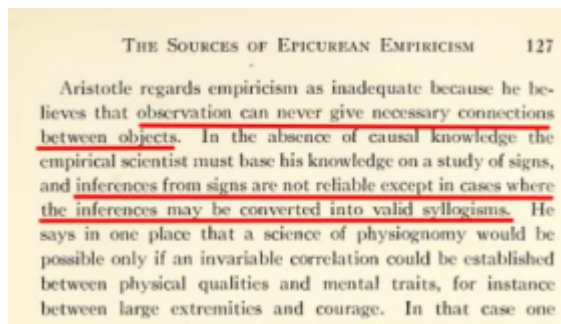 THE SOURCES OF EPICUREAN EMPIRICISM 127
Aristotle regards empiricism as inadequate because he be-
lieves that observation can never give necessary connections
between objects. In the absence of causal knowledge the
empirical scientist must base his knowledge on a study of signs,
and inferences from signs are not reliable except in cases where
the inferences may be converted into valid syllogisms. He
says in one place that a science of physiognomy would be
possible only if an invariable correlation could be established
between physical qualities and mental traits, for instance
between large extremities and courage. In that case one